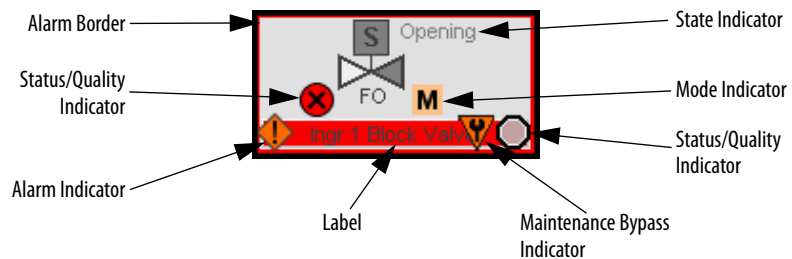 Alarm Border
State Indicator
S
Opening
Status/Quality
Indicator
FO
M
Mode Indicator
Ingr 1 Block Valve
Status/Quality
Indicator
Alarm Indicator
Label
Maintenance Bypass
Indicator